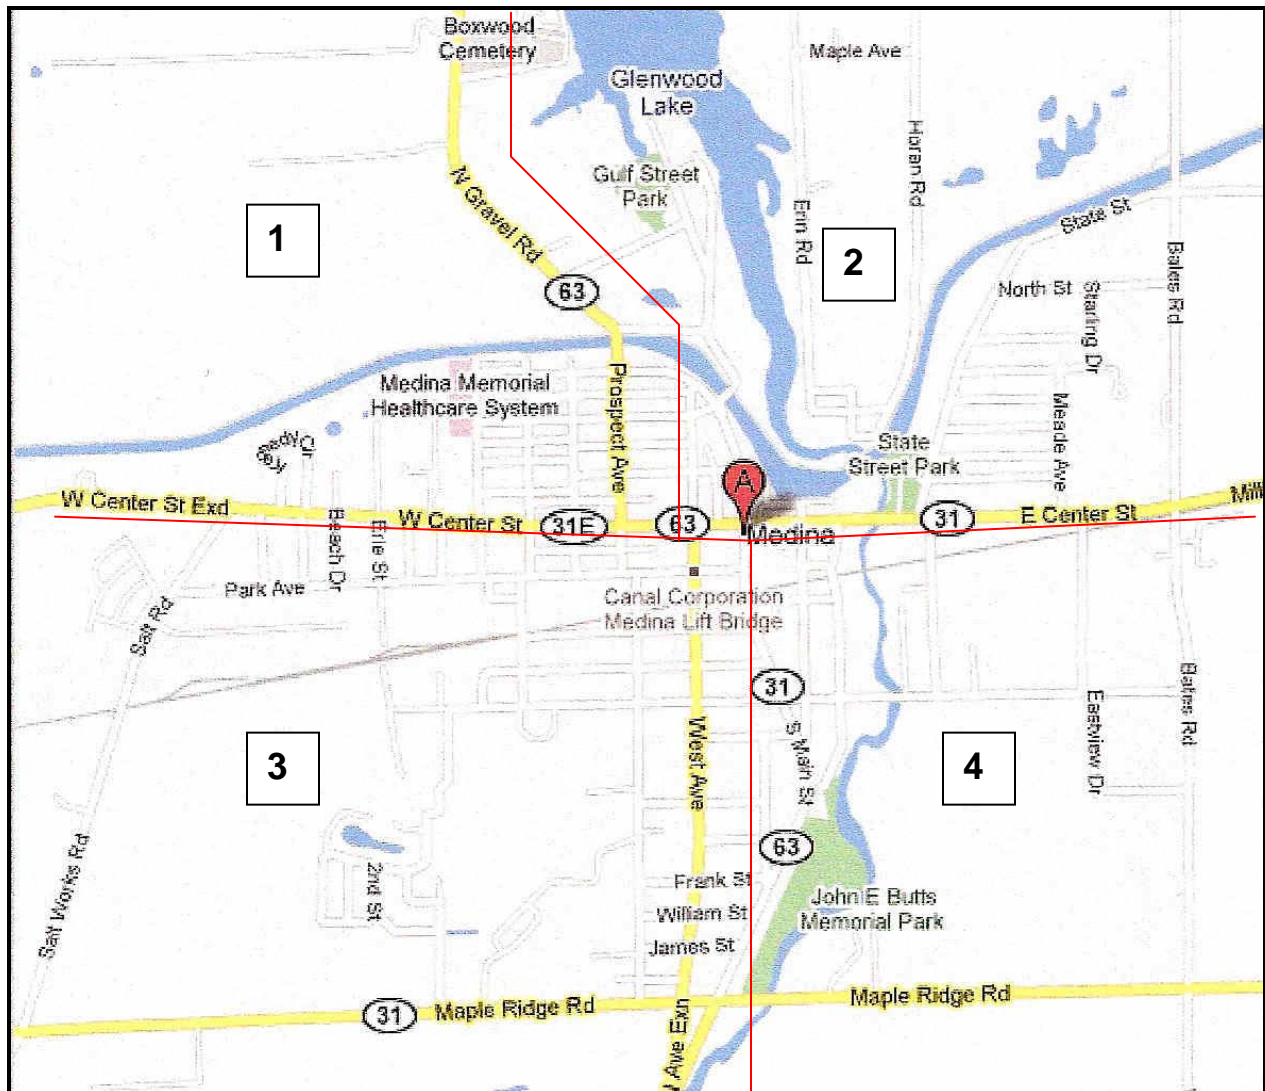 Boxwood
Cemetery
Maple Ave
Glenwood
Lake
Horan Rd
Gulf Street
Park
N Gravel Rd
Erin Rd
State St
1
2
Bates Rd
63
North St
Starling Dr
Medina Memorial
Healthcare System
Prospect Ave
Meade Ave
State
Street Park
A
W Center St Exd
W Center St
31E
63
31
E Center St
Mill
Medina
Beach Dr
Erie St
Park Ave
Canal Corporation
Medina Lift Bridge
Salt Rd
31
Bates Rd
Eastview Dr
S Main St
West Ave
3
4
63
2nd St
Frank St
William St
James St
John E Butts
Memorial Park
Salt Works Rd
31
Maple Ridge Rd
Maple Ridge Rd
Ave Exn